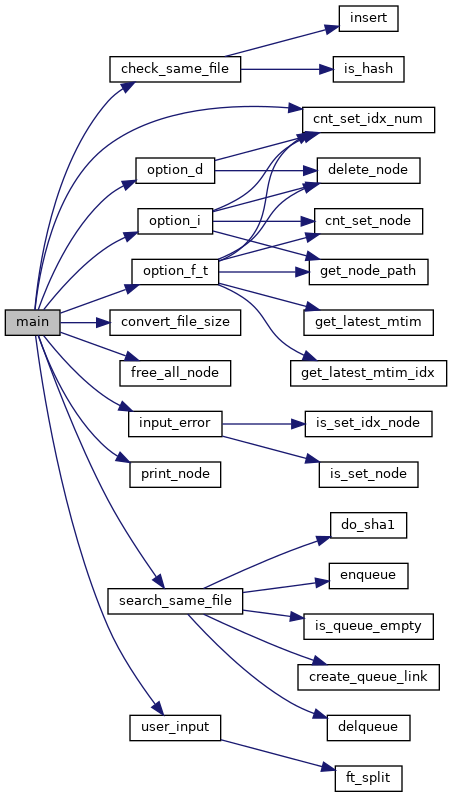 insert
check_same_file
is_hash
cnt_set_idx_num
option_d
delete_node
option_i
cnt_set_node
option_f_t
get_node_path
main
convert_file_size
get_latest_mtim
free_all_node
get_latest_mtim_idx
input_error
is_set_idx_node
print_node
is_set_node
do_sha1
enqueue
search_same_file
is_queue_empty
create_queue_link
user_input
delqueue
ft_split